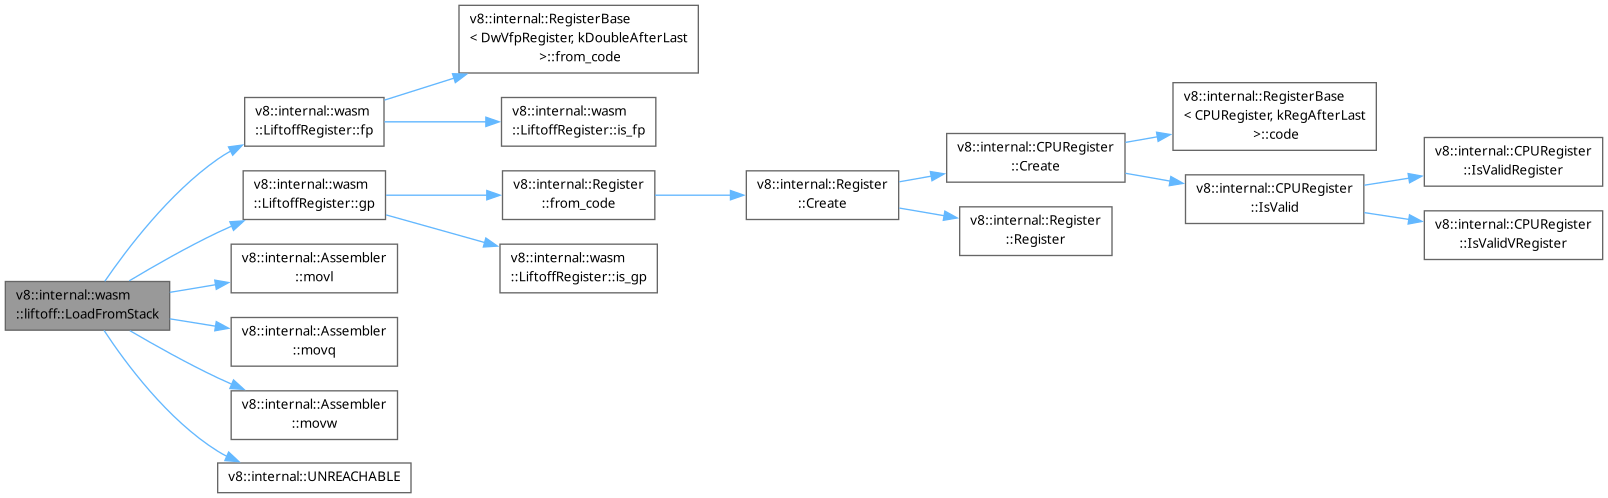 v8::internal::wasm
::liftoff::LoadFromStack
v8::internal::wasm
::LiftoffRegister::fp
v8::internal::RegisterBase
< DwVfpRegister, kDoubleAfterLast
>::from_code
v8::internal::wasm
::LiftoffRegister::is_fp
v8::internal::wasm
::LiftoffRegister::gp
v8::internal::Register
::from_code
v8::internal::Register
::Create
v8::internal::CPURegister
::Create
v8::internal::RegisterBase
< CPURegister, kRegAfterLast
>::code
v8::internal::CPURegister
::IsValid
v8::internal::CPURegister
::IsValidRegister
v8::internal::CPURegister
::IsValidVRegister
v8::internal::Register
::Register
v8::internal::wasm
::LiftoffRegister::is_gp
v8::internal::Assembler
::movl
v8::internal::Assembler
::movq
v8::internal::Assembler
::movw
v8::internal::UNREACHABLE